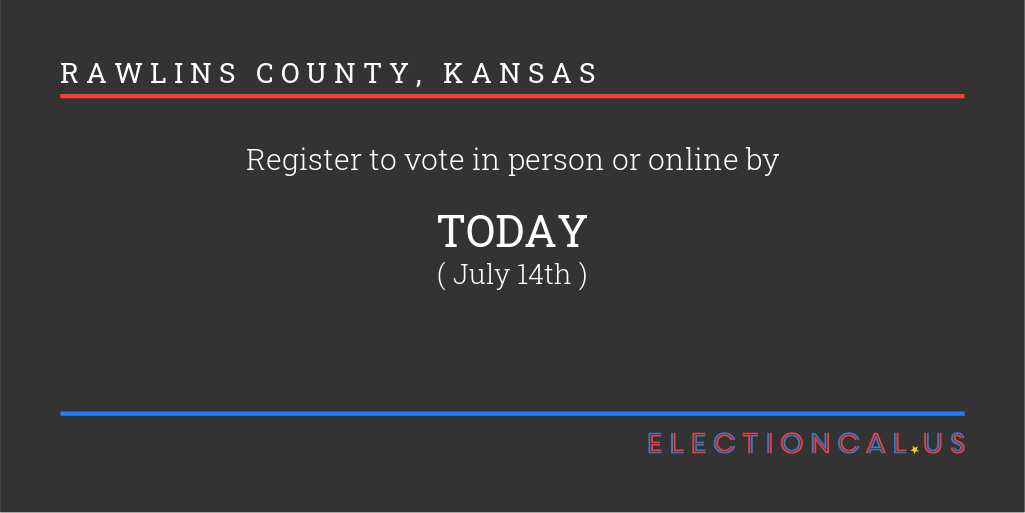 RAWLINS COUNTY, KANSAS
Register to vote in person or online by
TODAY
( July 14th )
ELECTIONCAL.US